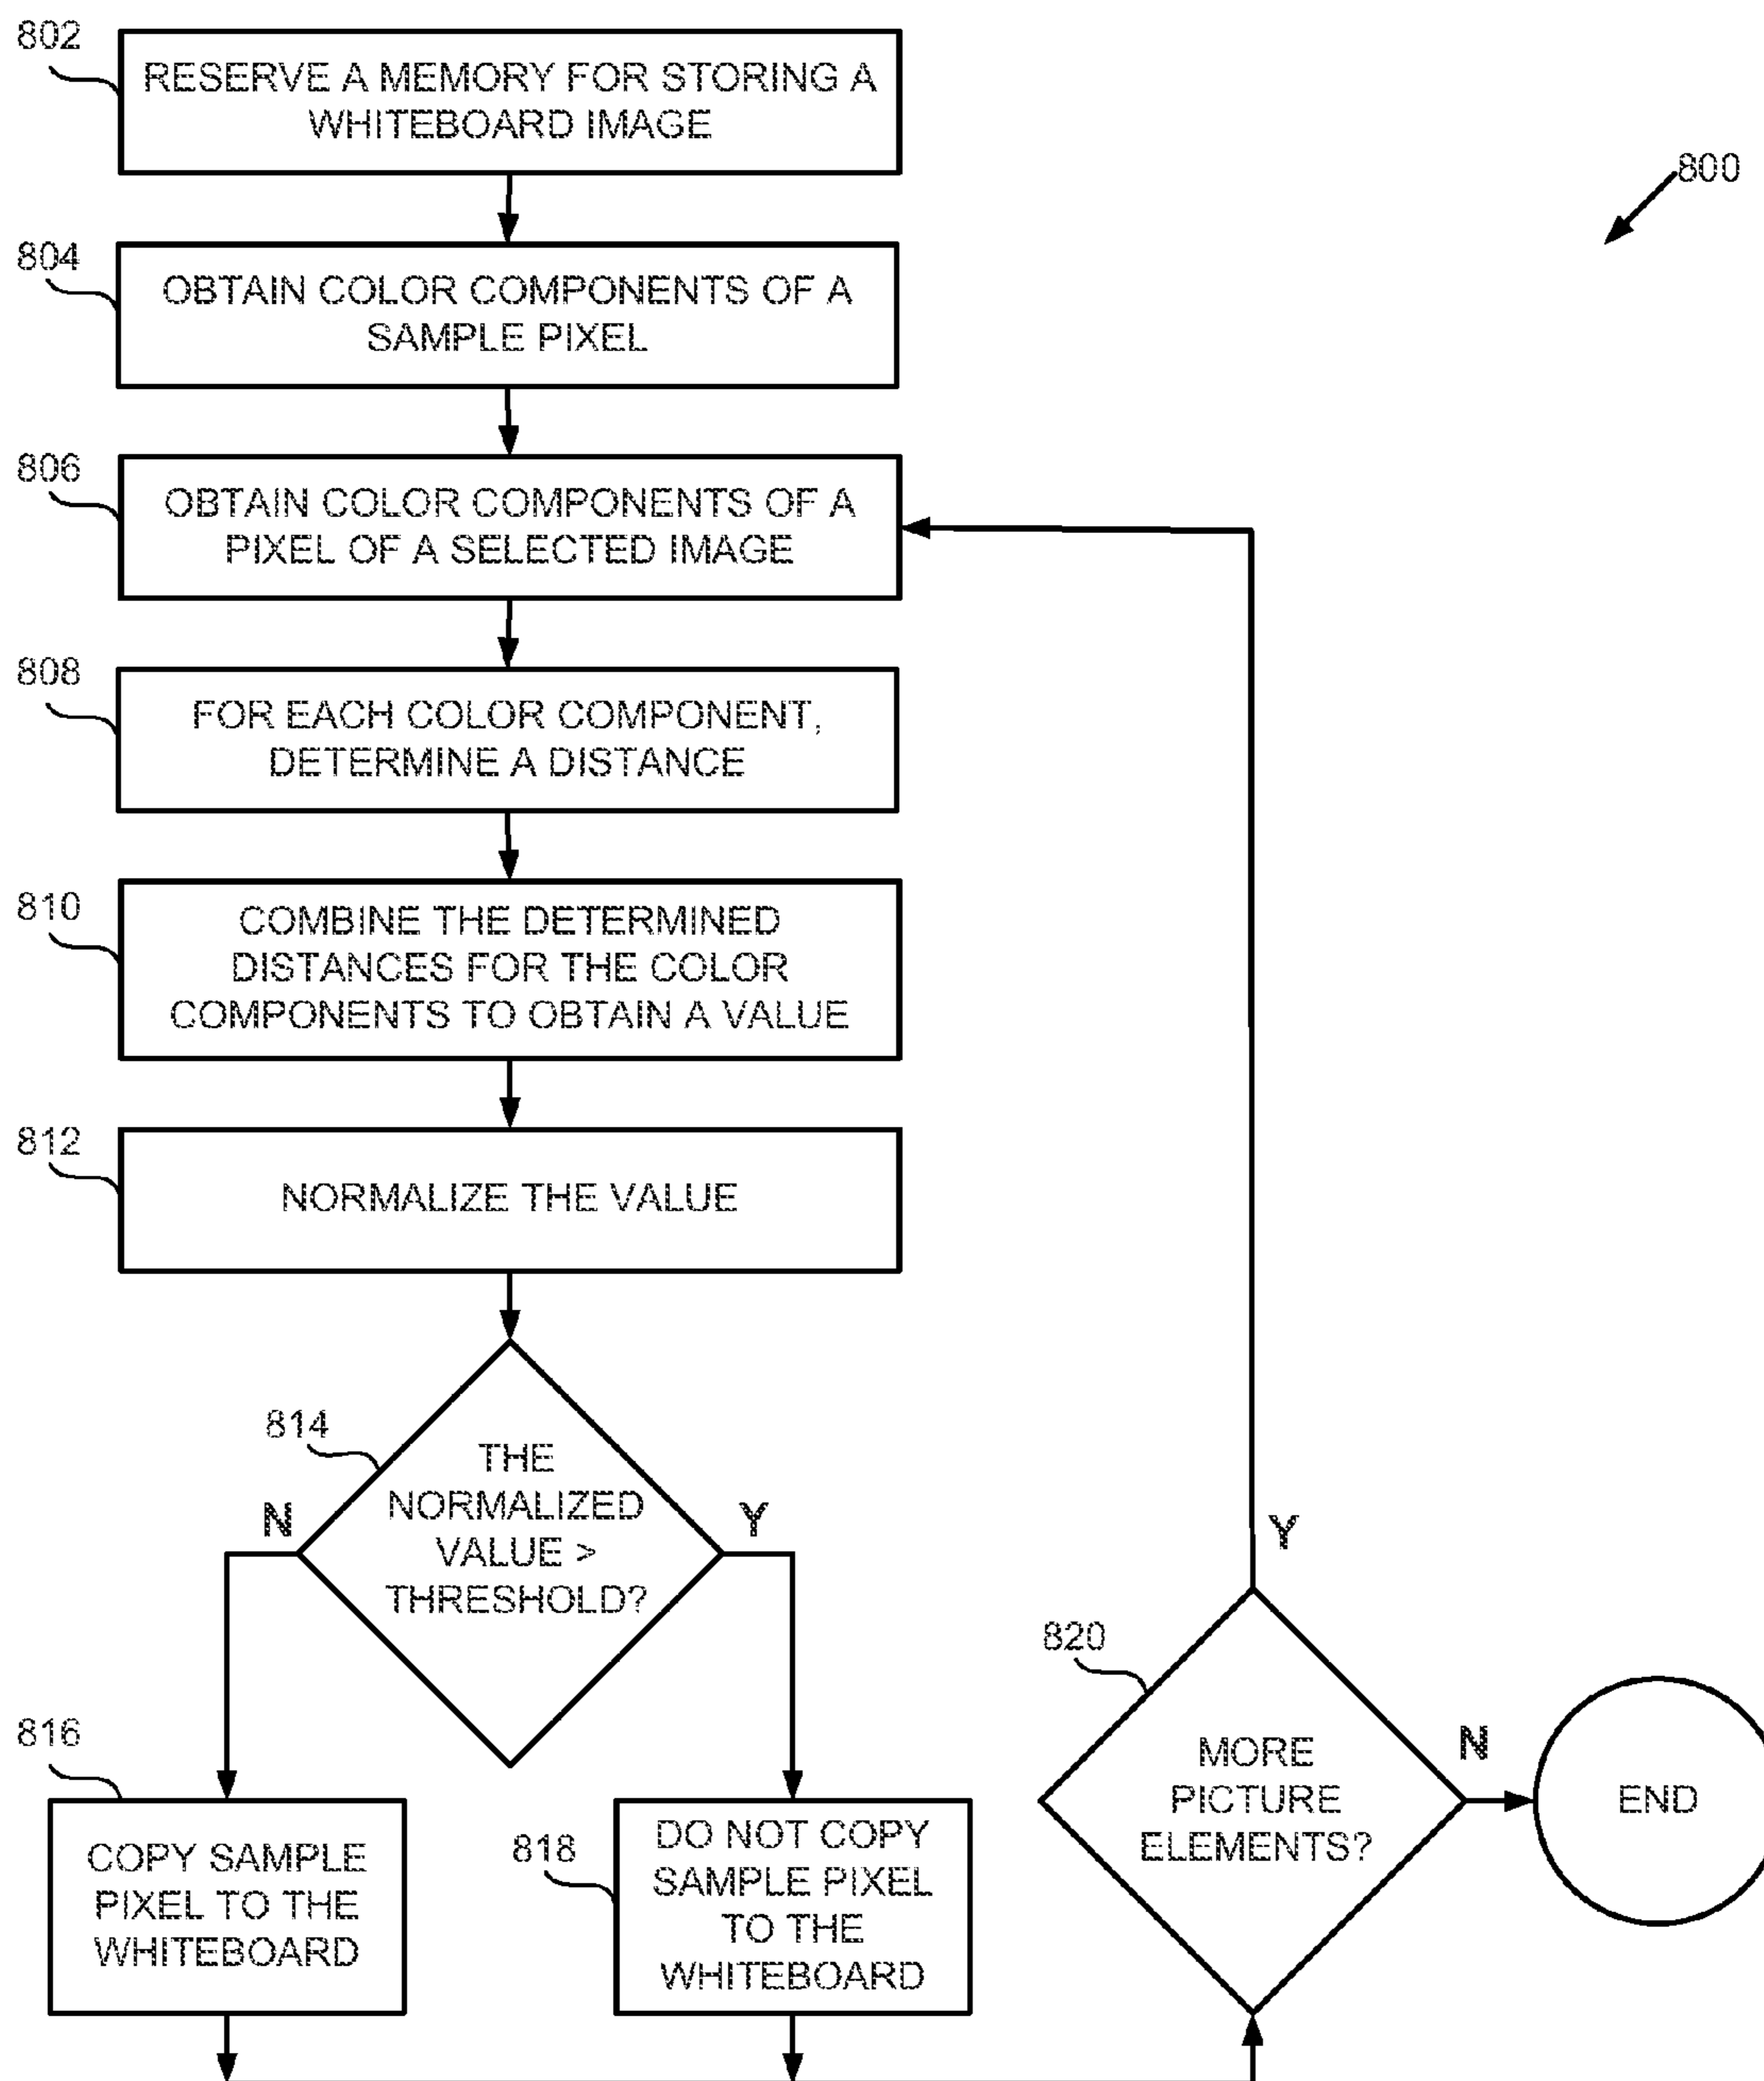 802
RESERVE A MEMORY FOR STORING A
WHITEBOARD IMAGE
800
804
OBTAIN COLOR COMPONENTS OF A
SAMPLE PIXEL
806
OBTAIN COLOR COMPONENTS OF A
PIXEL OF A SELECTED IMAGE
808
FOR EACH COLOR COMPONENT,
DETERMINE A DISTANCE
810
COMBINE THE DETERMINED
DISTANCES FOR THE COLOR
COMPONENTS TO OBTAIN A VALUE
812
NORMALIZE THE VALUE
814
THE
NORMALIZED
VALUE >
THRESHOLD?
N
Y
816
COPY SAMPLE
PIXEL TO THE
WHITEBOARD
818
DO NOT COPY
SAMPLE PIXEL
TO THE
WHITEBOARD
820
MORE
PICTURE
ELEMENTS?
Y
N
END